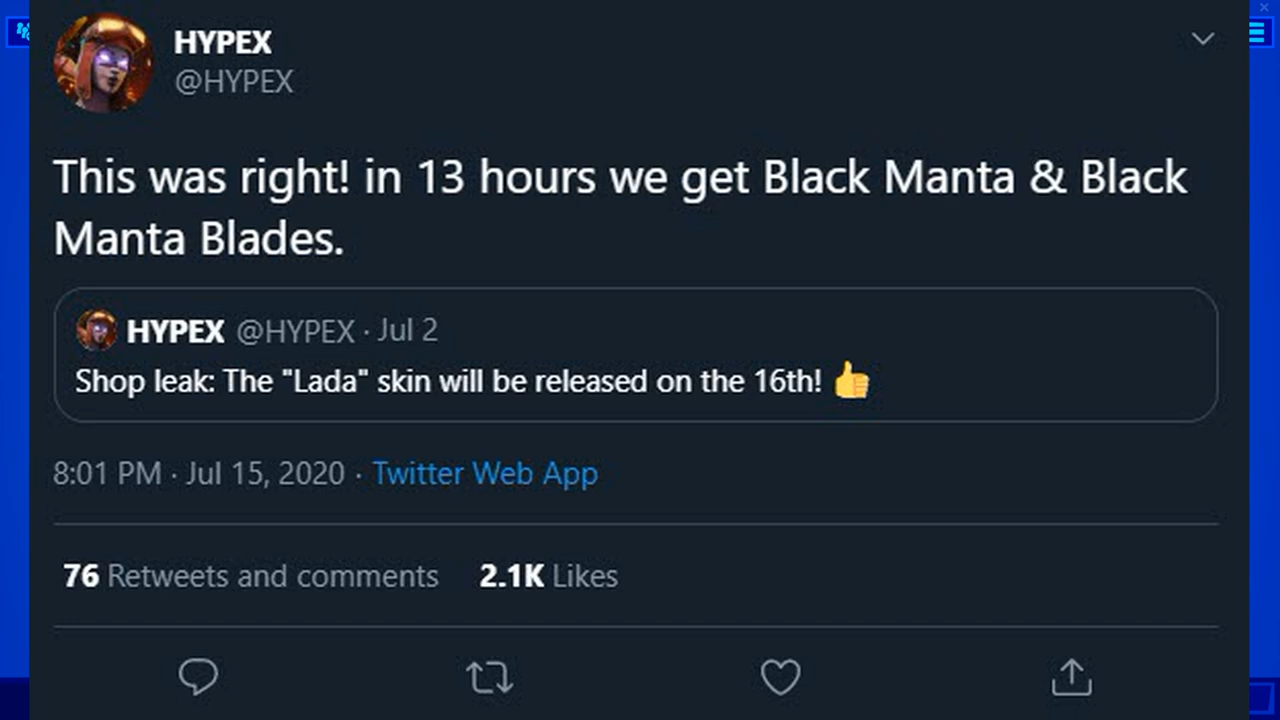 HYPEX
@HYPEX
This was right! in 13 hours we get Black Manta & Black
Manta Blades.
HYPEX @HYPEX · Jul 2
Shop leak: The "Lada" skin will be released on the 16th! 👍
8:01 PM · Jul 15, 2020 · Twitter Web App
76 Retweets and comments 2.1K Likes